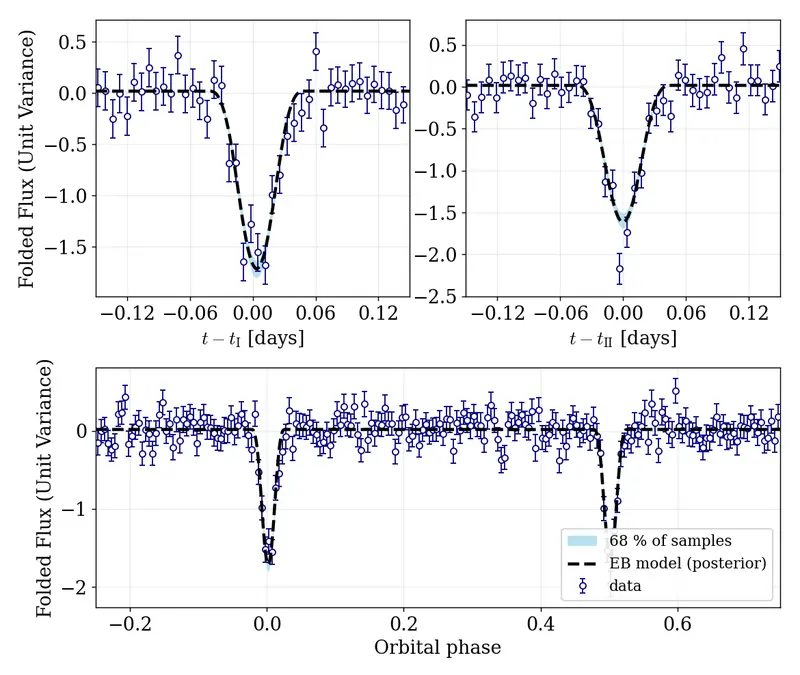 Folded Flux (Unit Variance)
0.5
0.0
−0.5
−1.0
−1.5
−0.12 −0.06 0.00 0.06 0.12
t − tI [days]
0.5
0.0
−0.5
−1.0
−1.5
−2.0
−2.5
−0.12 −0.06 0.00 0.06 0.12
t − tII [days]
Folded Flux (Unit Variance)
0
−1
−2
−0.2 0.0 0.2 0.4 0.6
Orbital phase
68 % of samples
EB model (posterior)
data